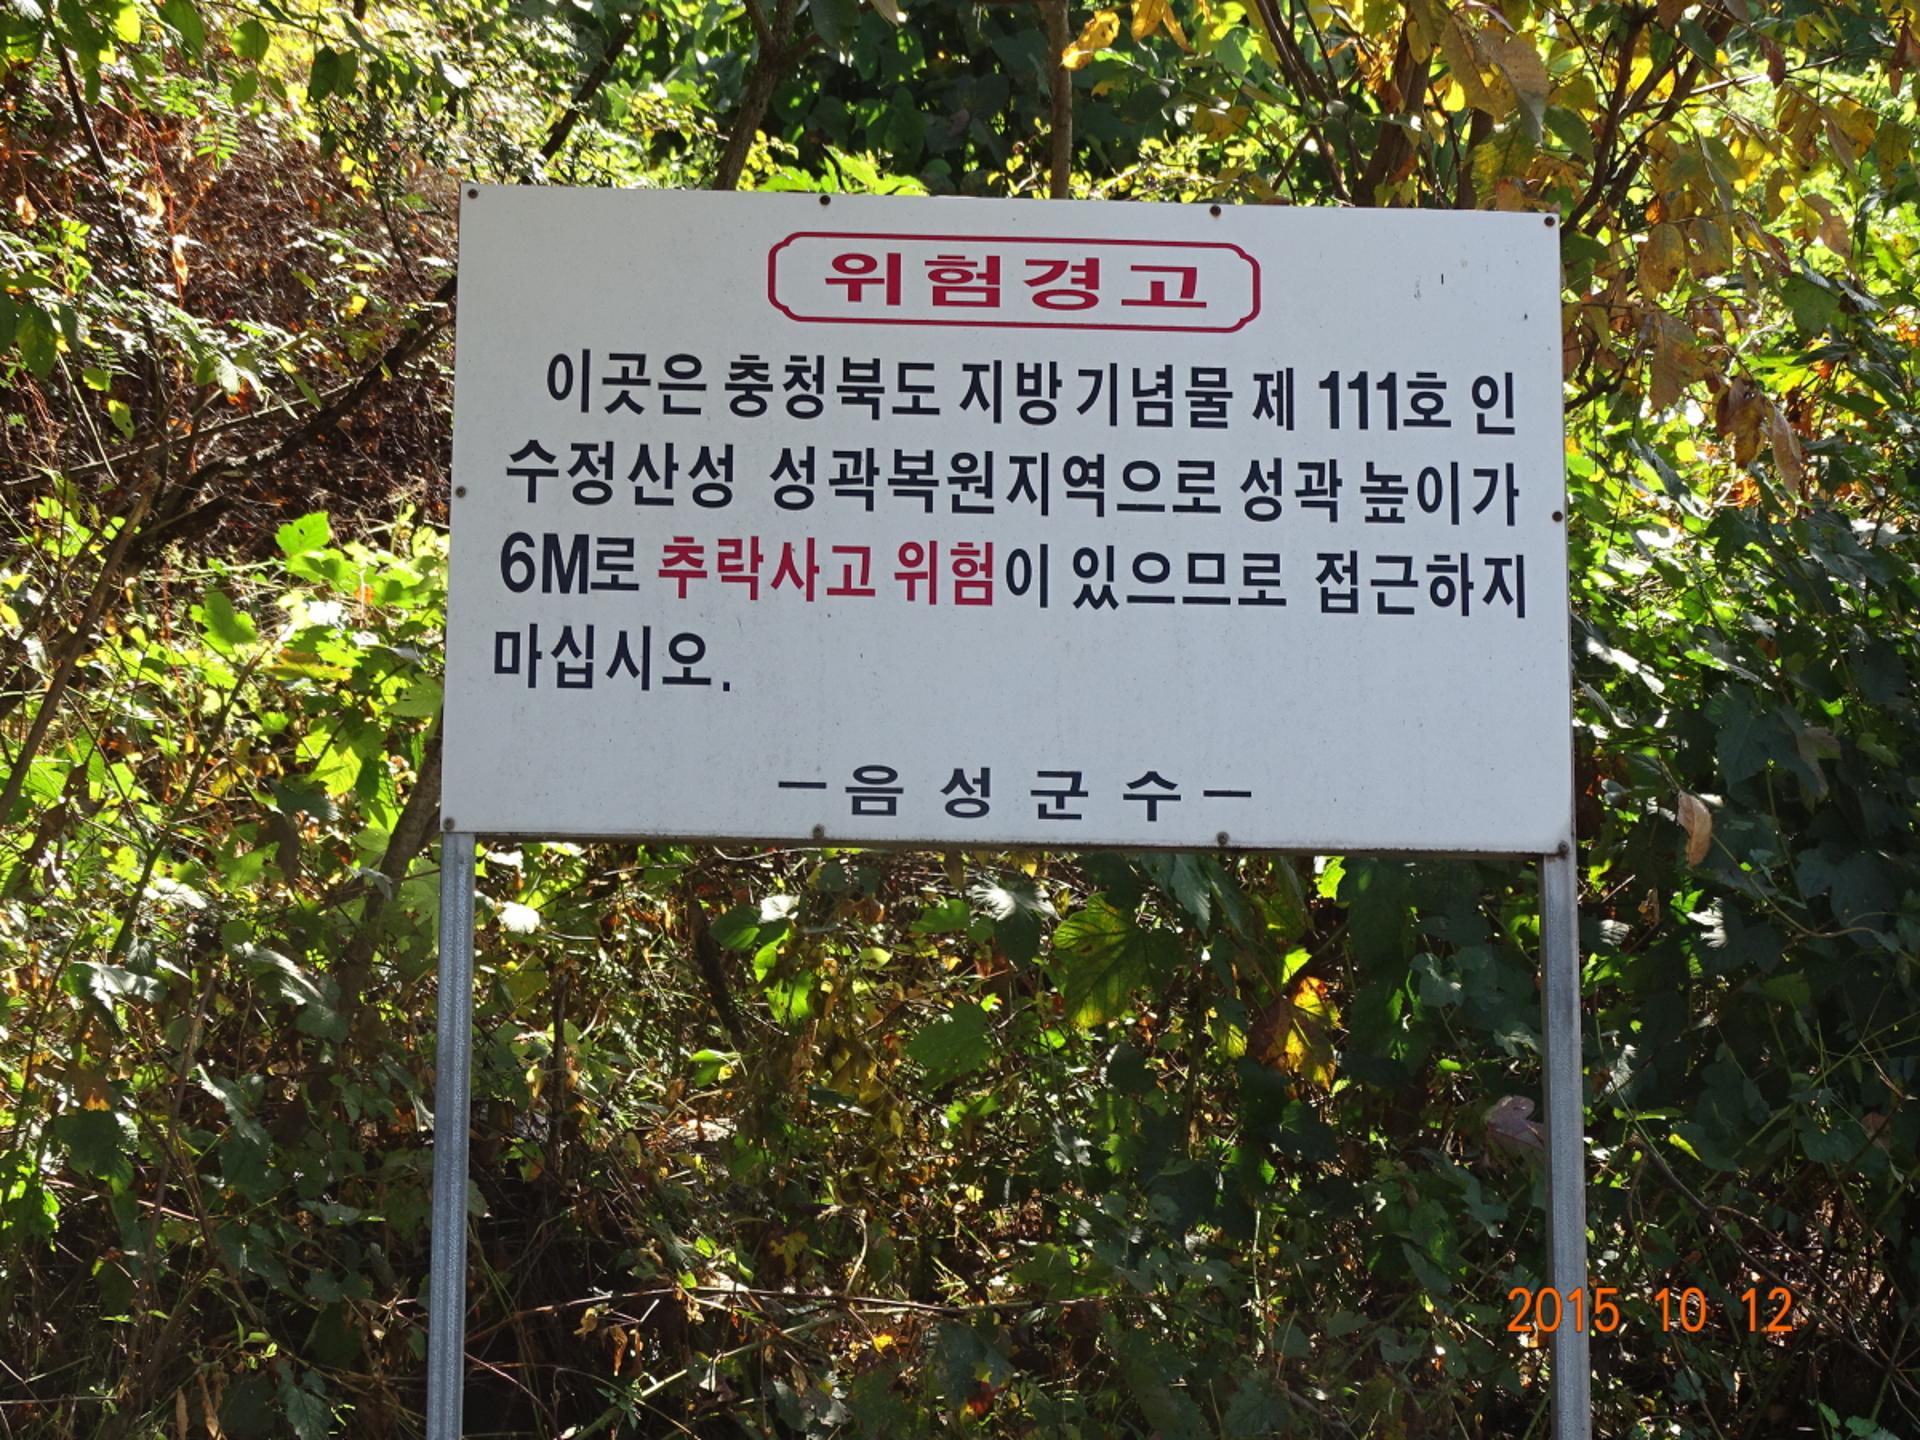 위험경고
이곳은 충청북도 지방기념물 제 111호 인
수정산성 성곽복원지역으로 성곽 높이가
6M로 추락사고 위험이 있으므로 접근하지
마십시오.
-음 성 군 수-
2015 10 12